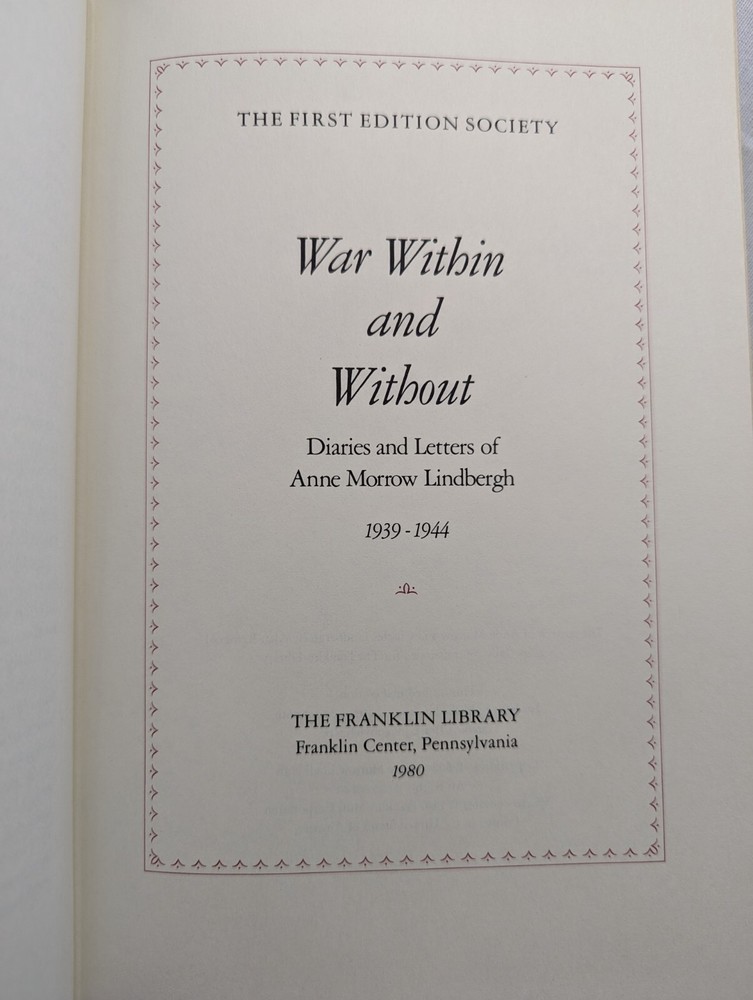 THE FIRST EDITION SOCIETY
War Within
and
Without
Diaries and Letters of
Anne Morrow Lindbergh
1939 - 1944
THE FRANKLIN LIBRARY
Franklin Center, Pennsylvania
1980